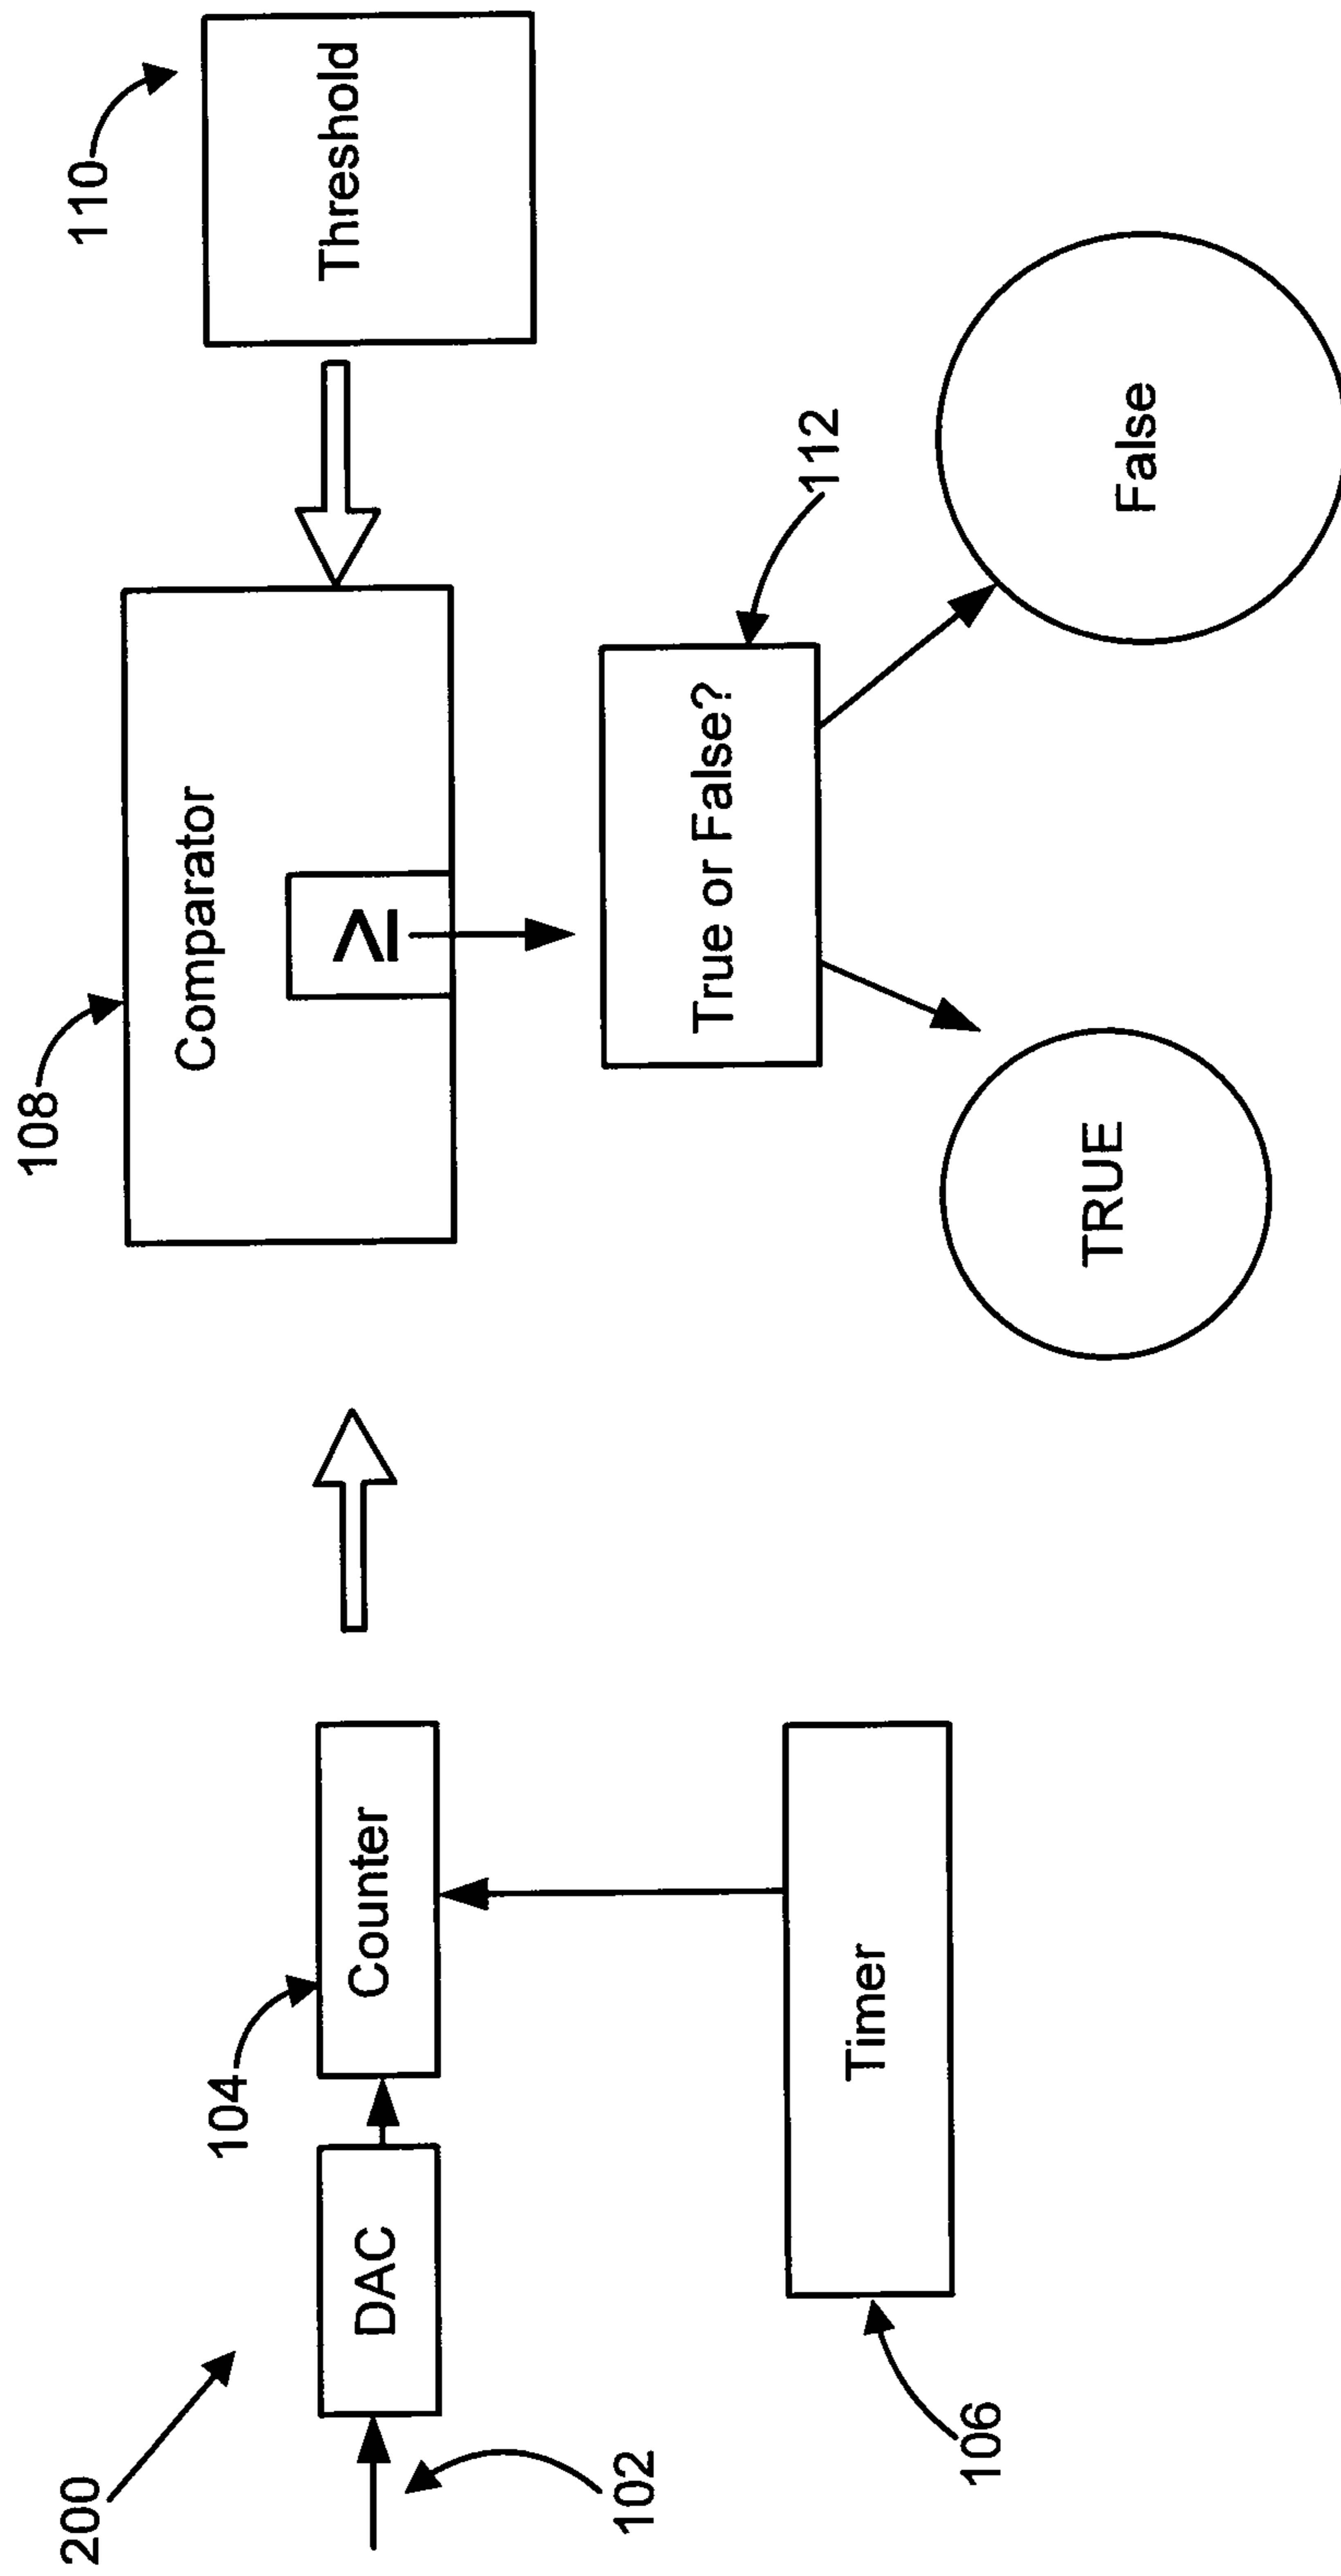 108
200
110
Comparator
104
Threshold
DAC
Counter
≥
102
True or False?
112
Timer
106
TRUE
False